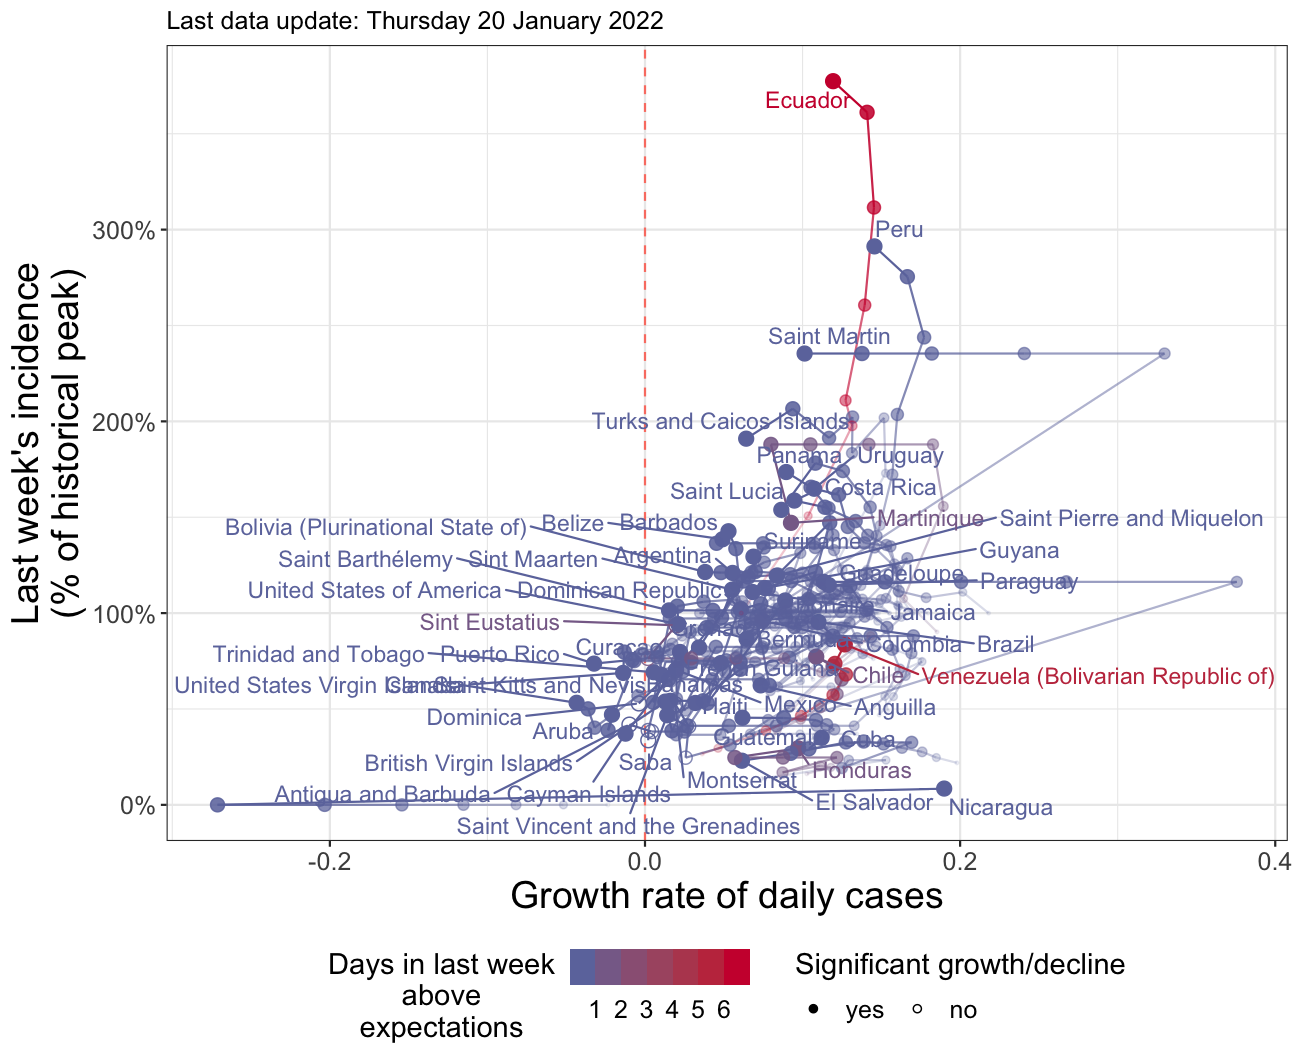 Last data update: Thursday 20 January 2022
Last week's incidence
(% of historical peak)
300%
200%
100%
0%
Ecuador
Peru
Saint Martin
Turks and Caicos Islands
Panama
Uruguay
Saint Lucia
Costa Rica
Martinique
Saint Pierre and Miquelon
Bolivia (Plurinational State of)
Belize
Barbados
Suriname
Guyana
Saint Barthélemy
Sint Maarten
Argentina
Guadeloupe
Paraguay
United States of America
Dominican Republic
Jamaica
Sint Eustatius
Bermuda
Colombia
Brazil
Trinidad and Tobago
Puerto Rico
Curaçao
Chile
Venezuela (Bolivarian Republic of)
United States Virgin Islands
Canada
Saint Kitts and Nevis
Bahamas
Dominica
Haiti
Mexico
Anguilla
Aruba
Guatemala
Cuba
British Virgin Islands
Saba
Montserrat
Honduras
Antigua and Barbuda
Cayman Islands
El Salvador
Nicaragua
Saint Vincent and the Grenadines
-0.2
0.0
0.2
0.4
Growth rate of daily cases
Days in last week
above
expectations
1 2 3 4 5 6
Significant growth/decline
yes
no